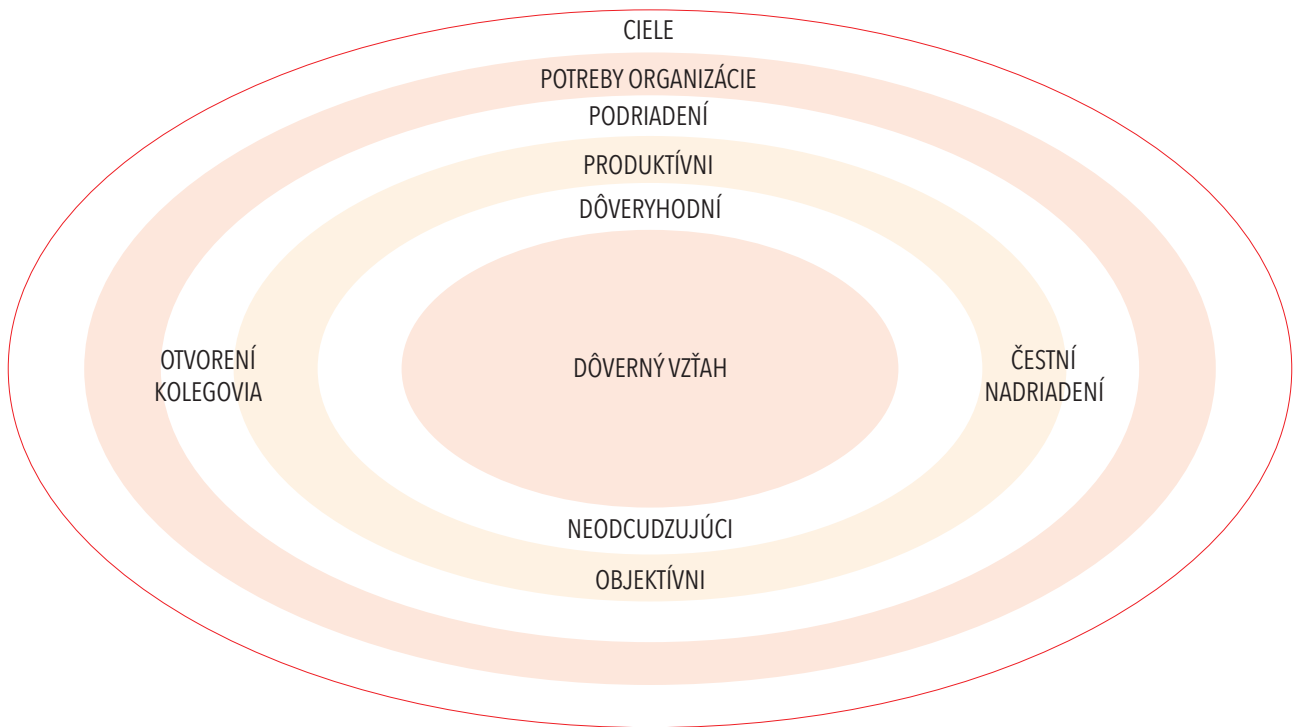 CIELE
POTREBY ORGANIZÁCIE
PODRIADENÍ
PRODUKTÍVNI
DÔVERYHODNÍ
OTVORENÍ
KOLEGOVIA
DÔVERNÝ VZŤAH
ČESTNÍ
NADRIADENÍ
NEODCUDZUJÚCI
OBJEKTÍVNI